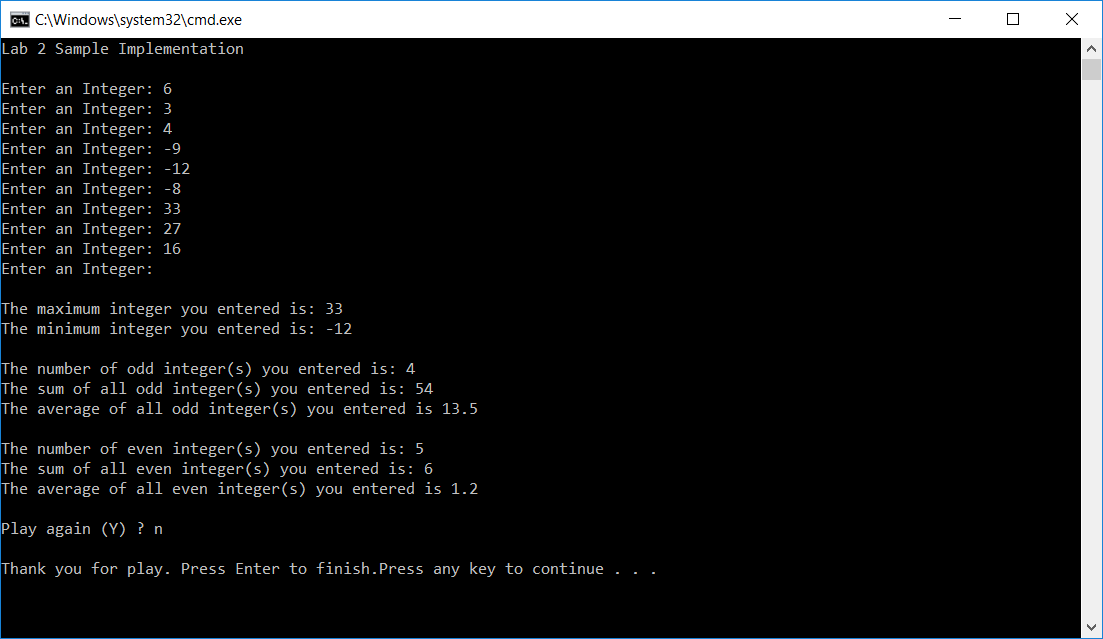 C:\Windows\system32\cmd.exe
Lab 2 Sample Implementation
Enter an Integer: 6
Enter an Integer: 3
Enter an Integer: 4
Enter an Integer: -9
Enter an Integer: -12
Enter an Integer: -8
Enter an Integer: 33
Enter an Integer: 27
Enter an Integer: 16
Enter an Integer:
The maximum integer you entered is: 33
The minimum integer you entered is: -12
The number of odd integer(s) you entered is: 4
The sum of all odd integer(s) you entered is: 54
The average of all odd integer(s) you entered is 13.5
The number of even integer(s) you entered is: 5
The sum of all even integer(s) you entered is: 6
The average of all even integer(s) you entered is 1.2
Play again (Y) ? n
Thank you for play. Press Enter to finish.Press any key to continue . . .